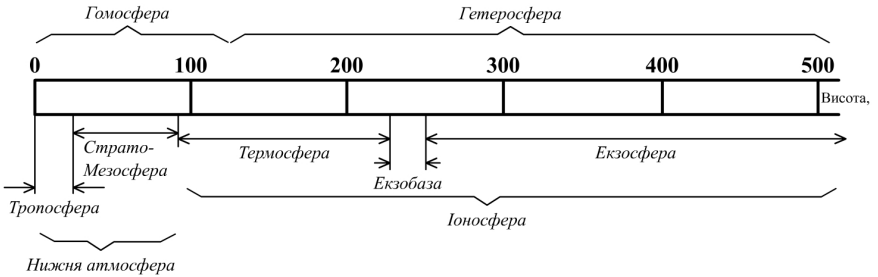 Гомосфера
Гетеросфера
0 100 200 300 400 500
Висота,
Страто-
Мезосфера
Термосфера
Екзобаза
Екзосфера
Тропосфера
Іоносфера
Нижня атмосфера